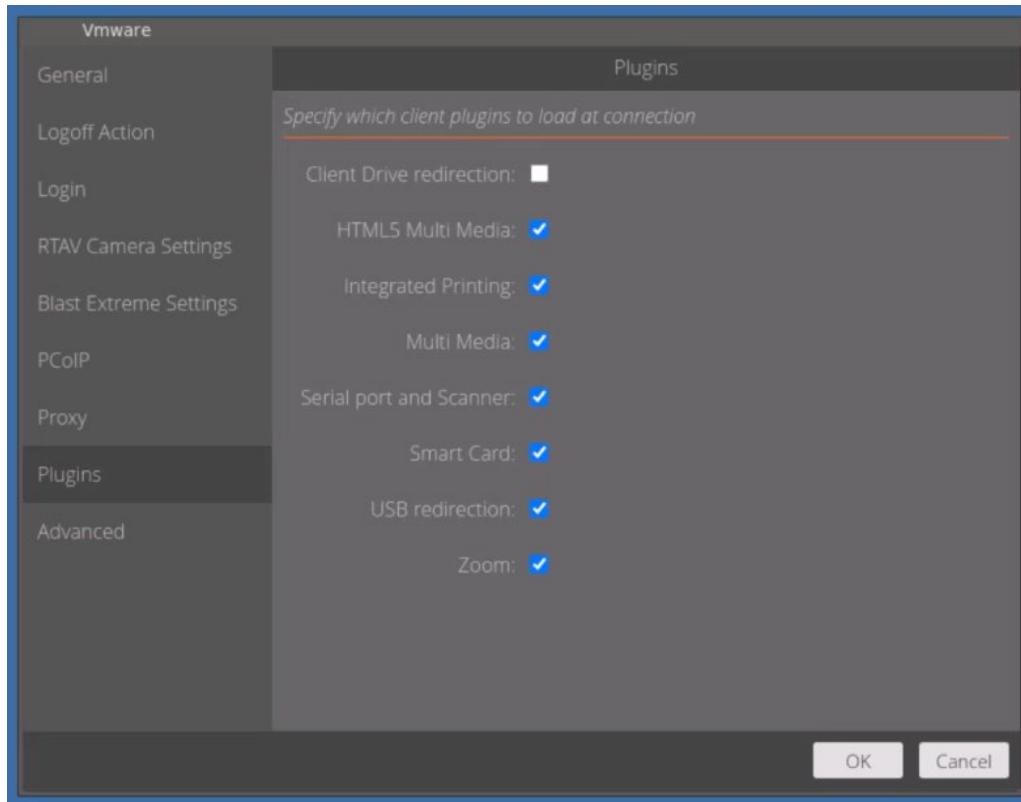 Vmware
General
Logoff Action
Login
RTAV Camera Settings
Blast Extreme Settings
PCoIP
Proxy
Plugins
Advanced
Plugins
Specify which client plugins to load at connection
Client Drive redirection:
HTML5 Multi Media:
Integrated Printing:
Multi Media:
Serial port and Scanner:
Smart Card:
USB redirection:
Zoom:
OK
Cancel